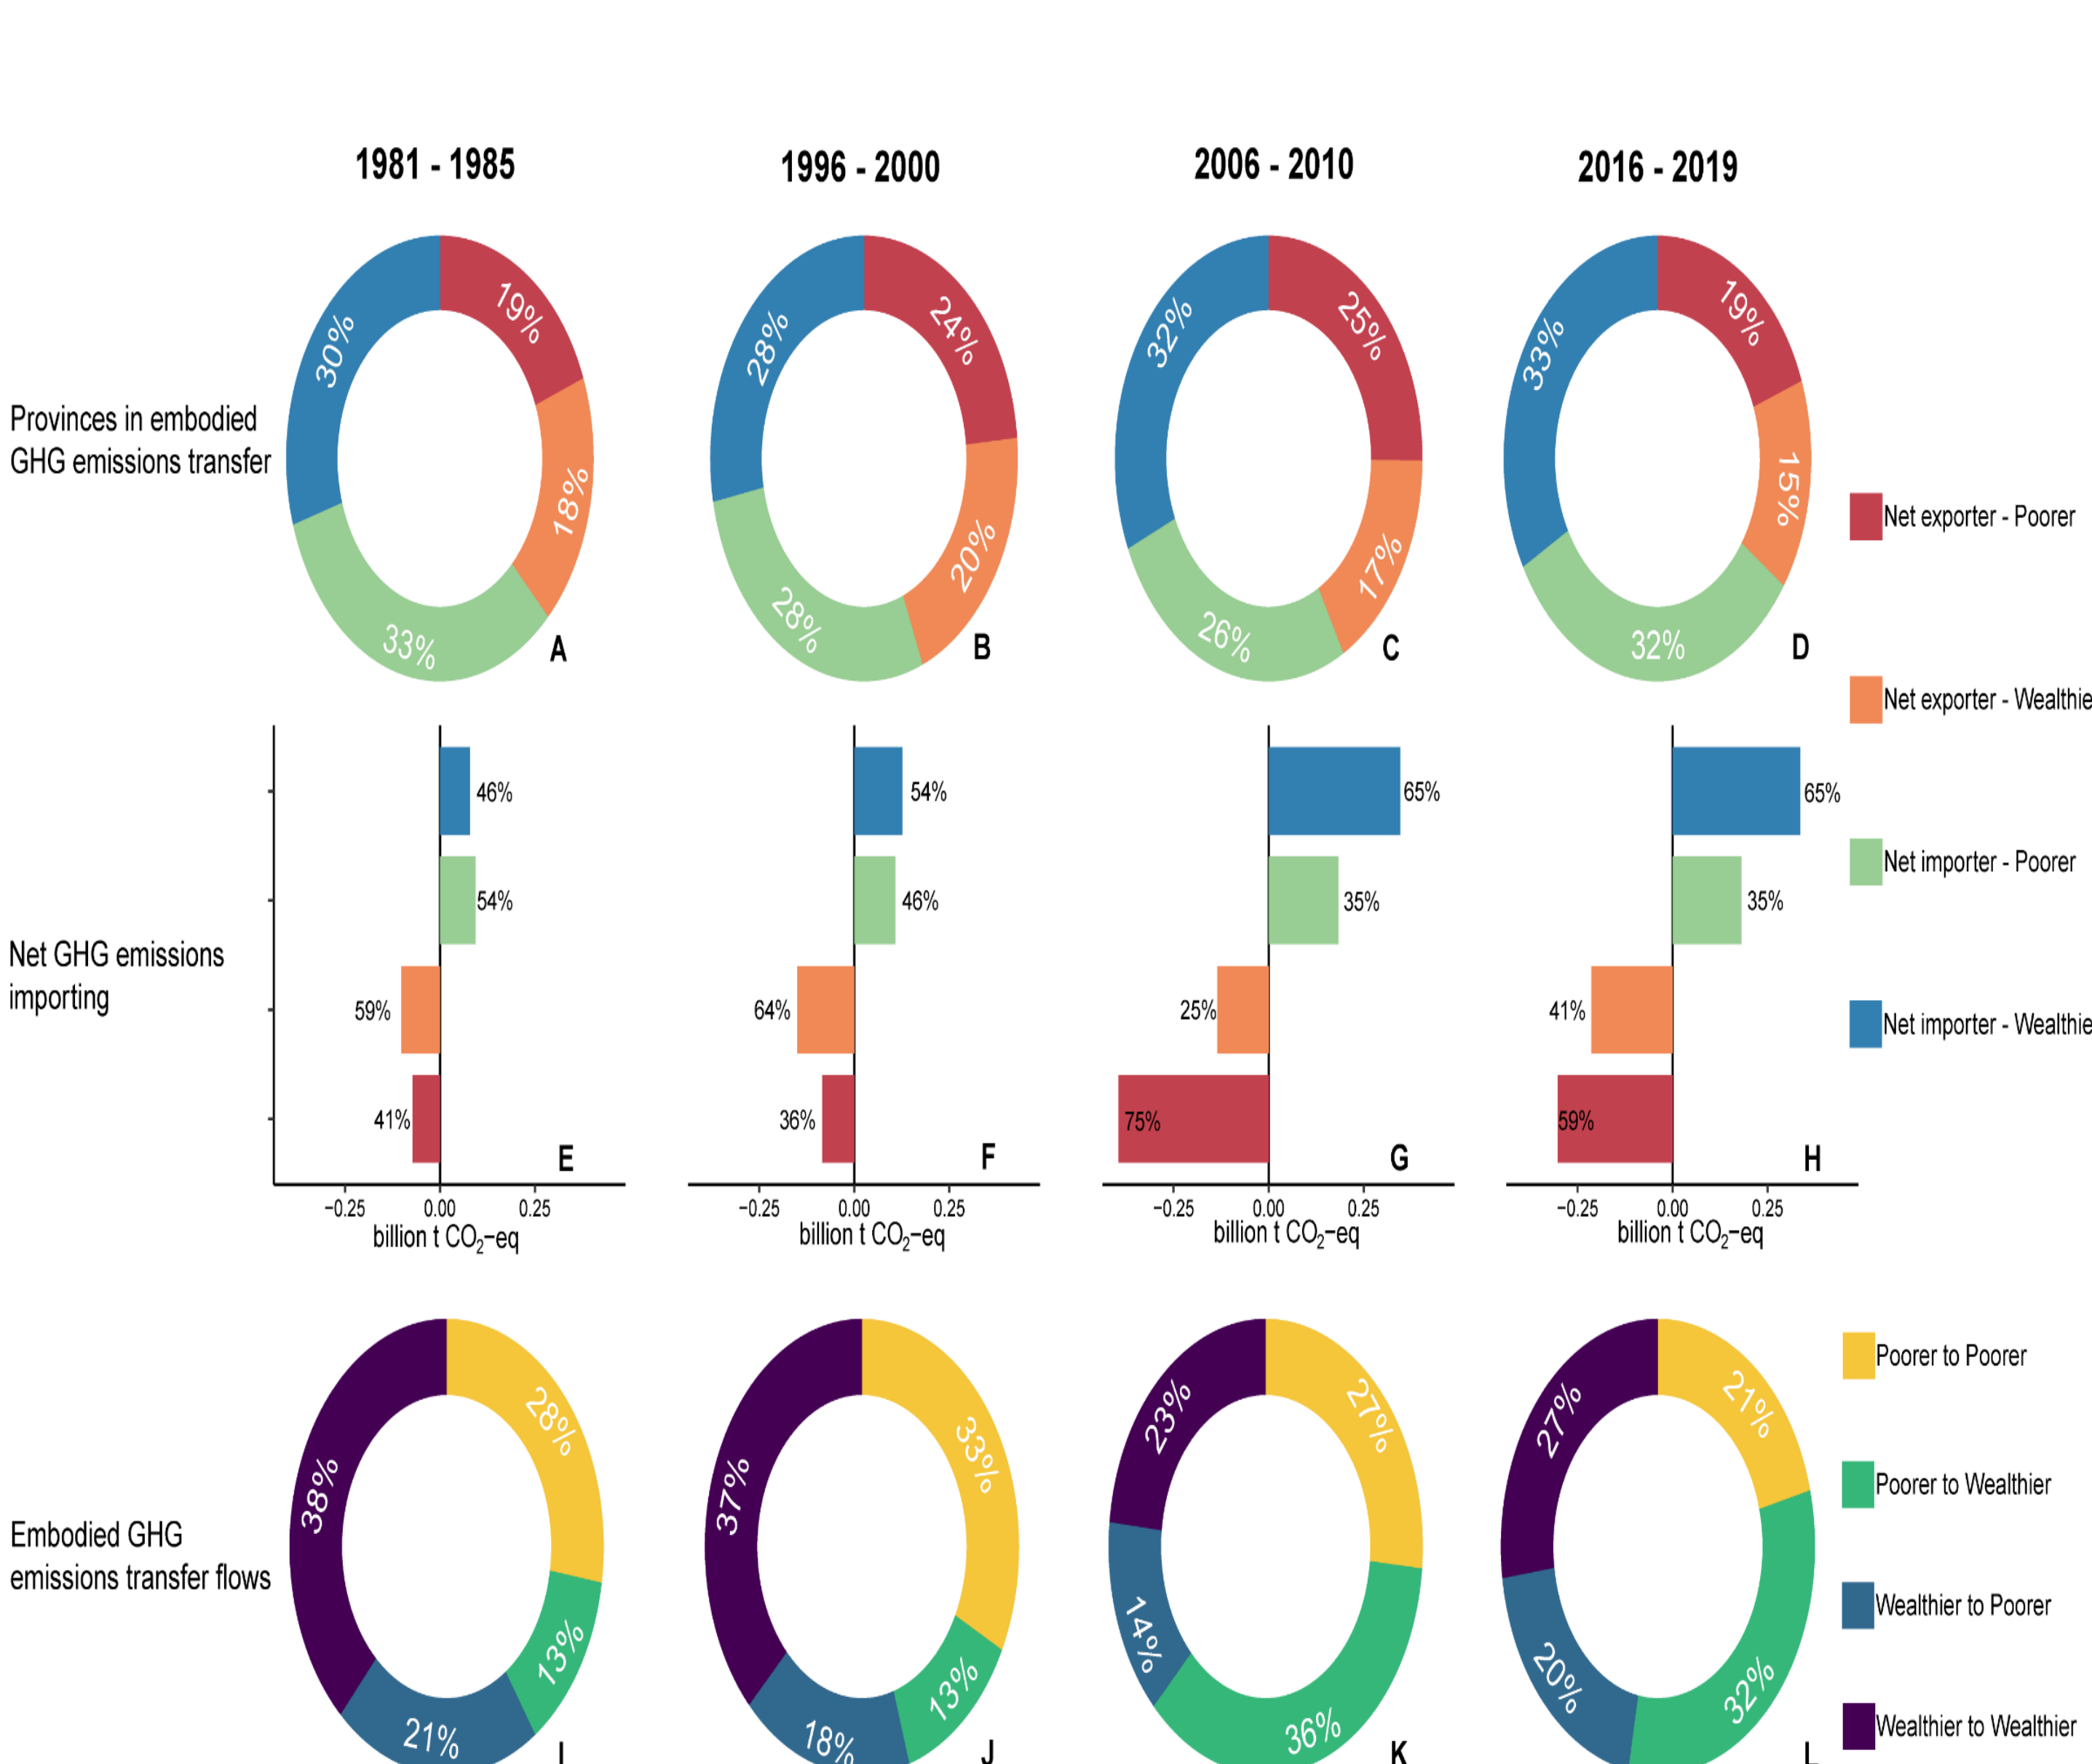 1981 - 1985
1996 - 2000
2006 - 2010
2016 - 2019
Provinces in embodied
GHG emissions transfer
19%
18%
33%
30%
A
24%
20%
28%
28%
B
25%
17%
26%
32%
C
19%
15%
32%
33%
D
Net exporter - Poorer
Net exporter - Wealthie
Net importer - Poorer
Net importer - Wealthie
Net GHG emissions
importing
46%
54%
59%
41%
E
−0.25 0.00 0.25
billion t CO₂−eq
54%
46%
64%
36%
F
−0.25 0.00 0.25
billion t CO₂−eq
65%
35%
25%
75%
G
−0.25 0.00 0.25
billion t CO₂−eq
65%
35%
41%
59%
H
−0.25 0.00 0.25
billion t CO₂−eq
Embodied GHG
emissions transfer flows
28%
13%
21%
38%
I
33%
13%
18%
37%
J
27%
36%
14%
23%
K
21%
32%
20%
27%
L
Poorer to Poorer
Poorer to Wealthier
Wealthier to Poorer
Wealthier to Wealthier